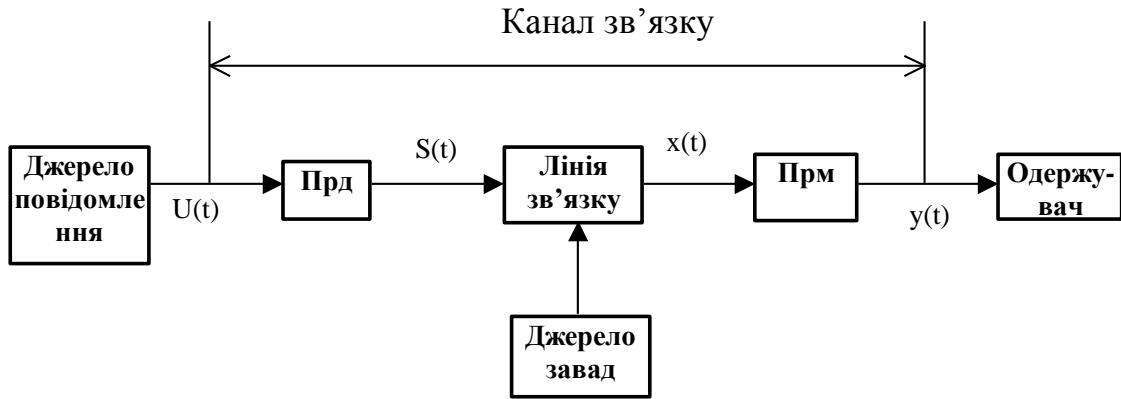 Канал зв’язку
Джерело
повідомле
ння
U(t)
Прд
S(t)
Лінія
зв’язку
x(t)
Прм
y(t)
Одержу-
вач
Джерело
завад